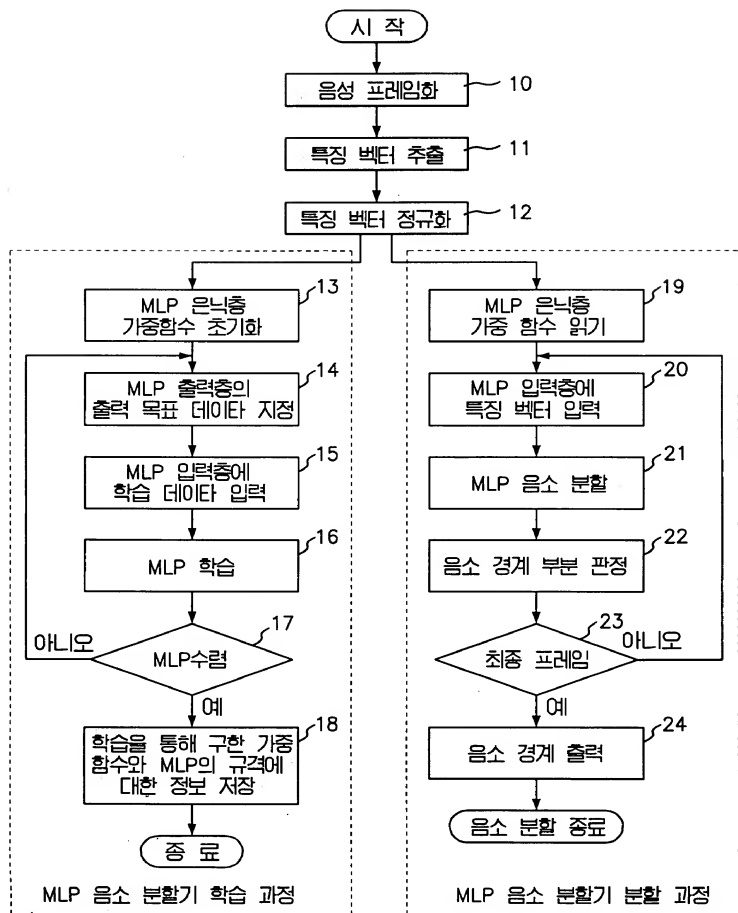 시 작
음성 프레임화
10
특징 벡터 추출
11
특징 벡터 정규화
12
MLP 은닉층
가중함수 초기화
13
MLP 출력층의
출력 목표 데이타 지정
14
MLP 입력층에
학습 데이타 입력
15
MLP 학습
16
MLP수렴
17
아니오
예
학습을 통해 구한 가중
함수와 MLP의 규격에
대한 정보 저장
18
종 료
MLP 음소 분할기 학습 과정
MLP 은닉층
가중 함수 읽기
19
MLP 입력층에
특징 벡터 입력
20
MLP 음소 분할
21
음소 경계 부분 판정
22
최종 프레임
23
아니오
예
음소 경계 출력
24
음소 분할 종료
MLP 음소 분할기 분할 과정